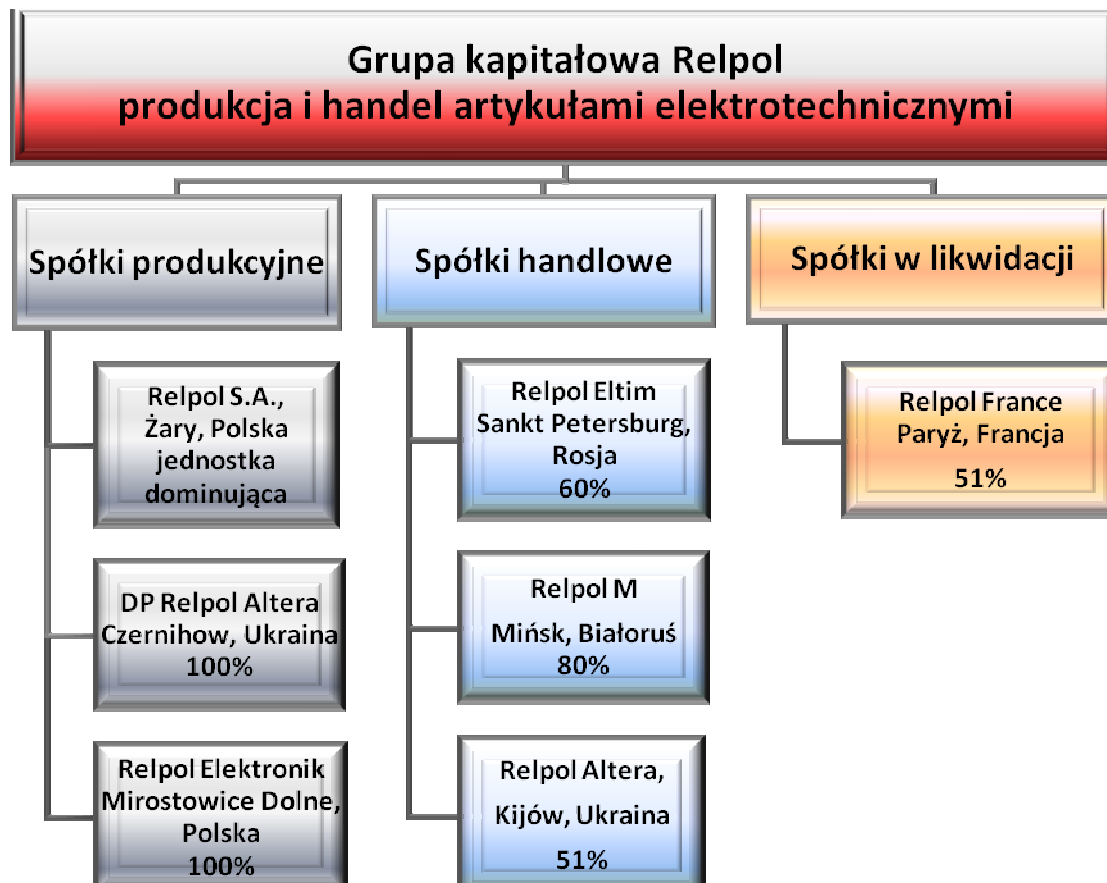 Grupa kapitałowa Relpol
produkcja i handel artykułami elektrotechnicznymi
Spółki produkcyjne
Relpol S.A.,
Żary, Polska
jednostka
dominująca
DP Relpol Altera
Czernihow, Ukraina
100%
Relpol Elektronik
Mirostowice Dolne,
Polska
100%
Spółki handlowe
Relpol Eltim
Sankt Petersburg,
Rosja
60%
Relpol M
Mińsk, Białoruś
80%
Relpol Altera,
Kijów, Ukraina
51%
Spółki w likwidacji
Relpol France
Paryż, Francja
51%